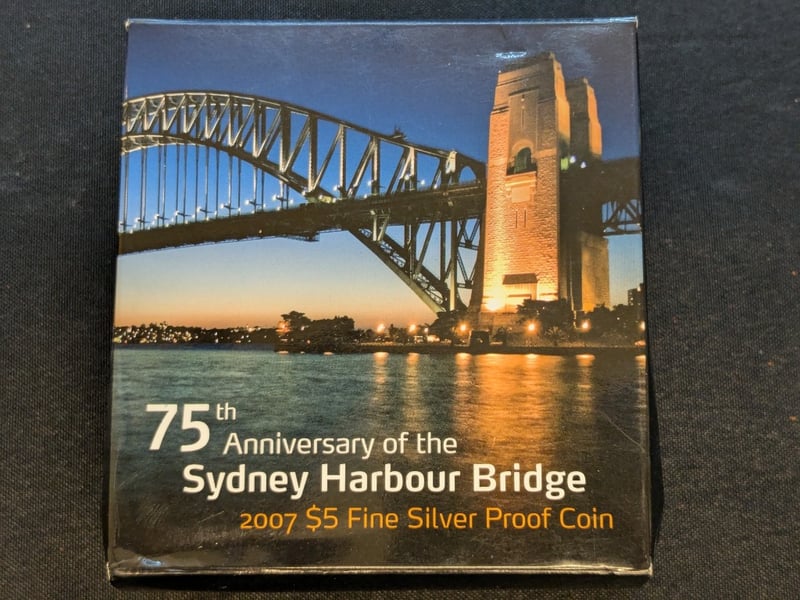 75th Anniversary of the
Sydney Harbour Bridge
2007 $5 Fine Silver Proof Coin